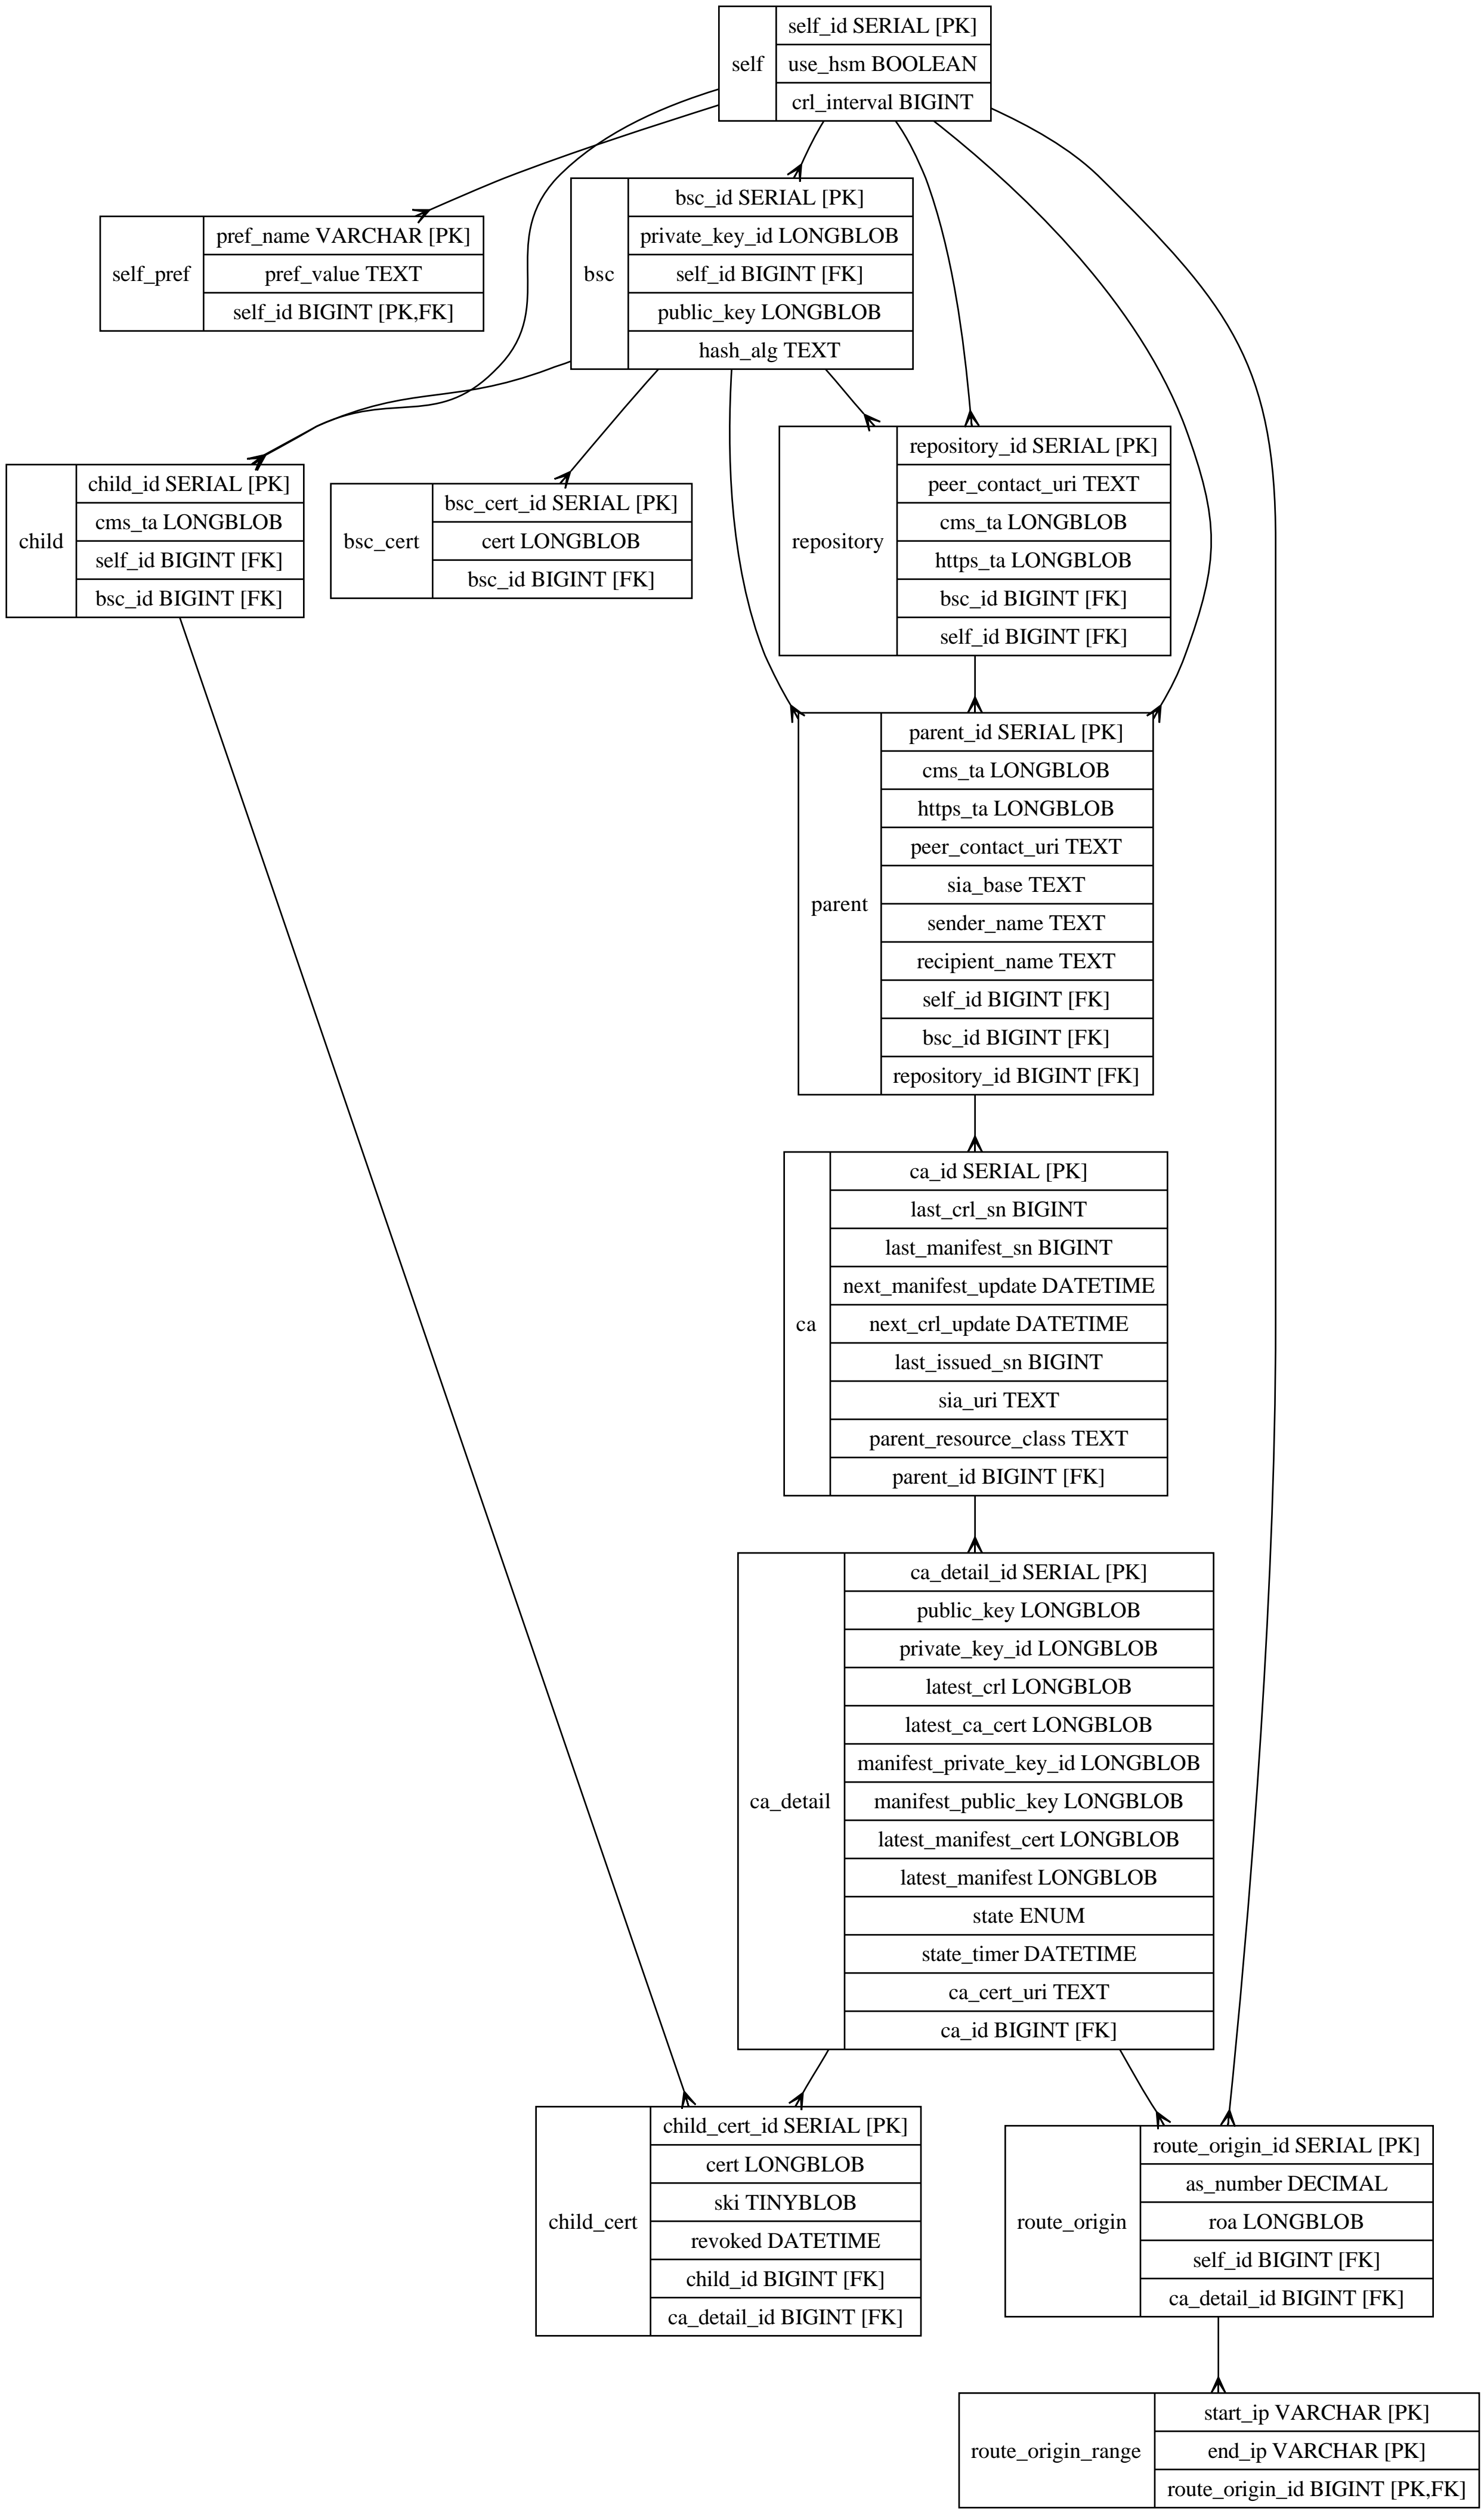 self
self_id SERIAL [PK]
use_hsm BOOLEAN
crl_interval BIGINT
self_pref
pref_name VARCHAR [PK]
pref_value TEXT
self_id BIGINT [PK,FK]
bsc
bsc_id SERIAL [PK]
private_key_id LONGBLOB
self_id BIGINT [FK]
public_key LONGBLOB
hash_alg TEXT
child
child_id SERIAL [PK]
cms_ta LONGBLOB
self_id BIGINT [FK]
bsc_id BIGINT [FK]
bsc_cert
bsc_cert_id SERIAL [PK]
cert LONGBLOB
bsc_id BIGINT [FK]
repository
repository_id SERIAL [PK]
peer_contact_uri TEXT
cms_ta LONGBLOB
https_ta LONGBLOB
bsc_id BIGINT [FK]
self_id BIGINT [FK]
parent
parent_id SERIAL [PK]
cms_ta LONGBLOB
https_ta LONGBLOB
peer_contact_uri TEXT
sia_base TEXT
sender_name TEXT
recipient_name TEXT
self_id BIGINT [FK]
bsc_id BIGINT [FK]
repository_id BIGINT [FK]
ca
ca_id SERIAL [PK]
last_crl_sn BIGINT
last_manifest_sn BIGINT
next_manifest_update DATETIME
next_crl_update DATETIME
last_issued_sn BIGINT
sia_uri TEXT
parent_resource_class TEXT
parent_id BIGINT [FK]
ca_detail
ca_detail_id SERIAL [PK]
public_key LONGBLOB
private_key_id LONGBLOB
latest_crl LONGBLOB
latest_ca_cert LONGBLOB
manifest_private_key_id LONGBLOB
manifest_public_key LONGBLOB
latest_manifest_cert LONGBLOB
latest_manifest LONGBLOB
state ENUM
state_timer DATETIME
ca_cert_uri TEXT
ca_id BIGINT [FK]
child_cert
child_cert_id SERIAL [PK]
cert LONGBLOB
ski TINYBLOB
revoked DATETIME
child_id BIGINT [FK]
ca_detail_id BIGINT [FK]
route_origin
route_origin_id SERIAL [PK]
as_number DECIMAL
roa LONGBLOB
self_id BIGINT [FK]
ca_detail_id BIGINT [FK]
route_origin_range
start_ip VARCHAR [PK]
end_ip VARCHAR [PK]
route_origin_id BIGINT [PK,FK]